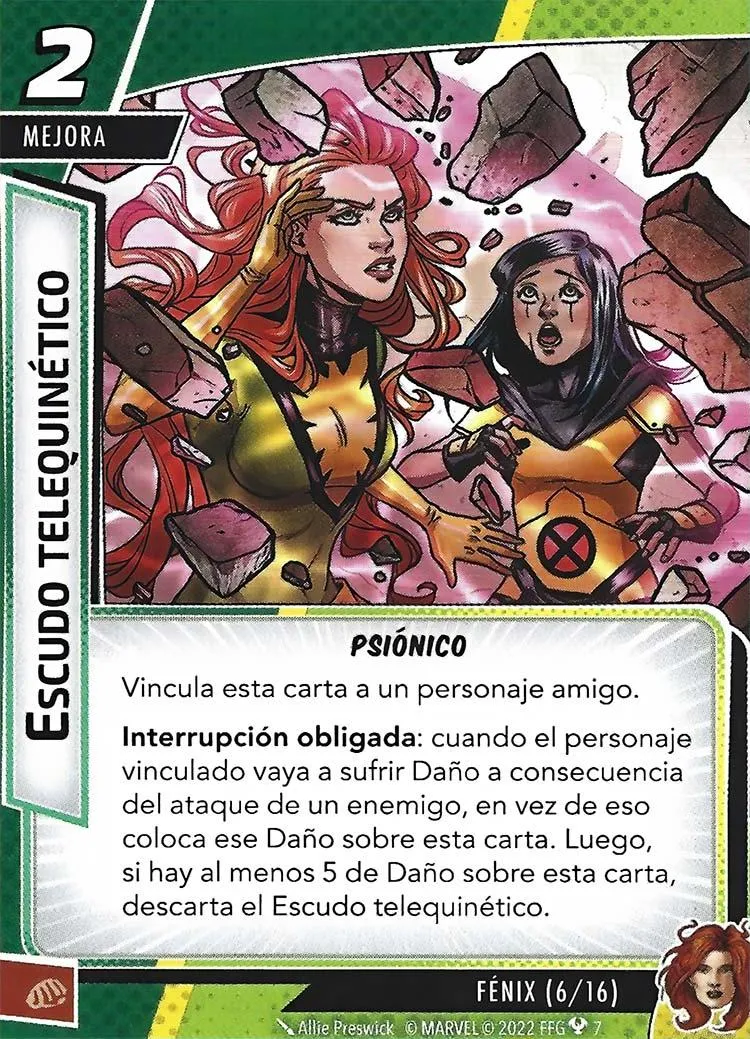 2
MEJORA
ESCUDO TELEQUINÉTICO
PSIÓNICO
Vincula esta carta a un personaje amigo.
Interrupción obligada: cuando el personaje
vinculado vaya a sufrir Daño a consecuencia
del ataque de un enemigo, en vez de eso
coloca ese Daño sobre esta carta. Luego,
si hay al menos 5 de Daño sobre esta carta,
descarta el Escudo telequinético.
FÉNIX (6/16)
Allie Preswick © MARVEL © 2022 FFG 7